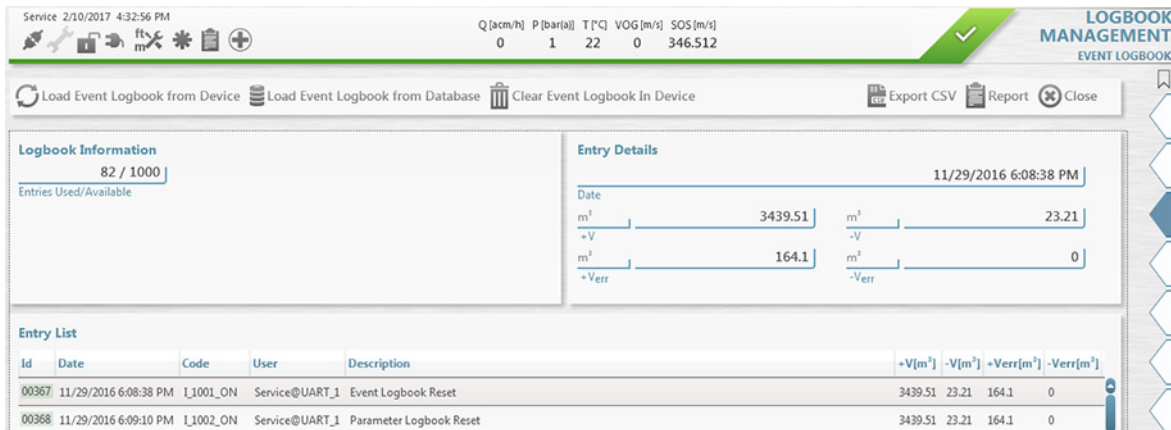 Service 2/10/2017 4:32:56 PM
Q [acm/h] P [bar(a)] T [°C] VOG [m/s] SOS [m/s]
0 1 22 0 346.512
LOGBOOK
MANAGEMENT
EVENT LOGBOOK
ft
m
Load Event Logbook from Device Load Event Logbook from Database Clear Event Logbook In Device Export CSV Report Close
Logbook Information
82 / 1000
Entries Used/Available
Entry Details
11/29/2016 6:08:38 PM
Date
m³ 3439.51 m³ 23.21
+V -V
m³ 164.1 m³ 0
+Verr -Verr
Entry List
Id Date Code User Description +V[m³] -V[m³] +Verr[m³] -Verr[m³]
00367 11/29/2016 6:08:38 PM I_1001_ON Service@UART_1 Event Logbook Reset 3439.51 23.21 164.1 0
00368 11/29/2016 6:09:10 PM I_1002_ON Service@UART_1 Parameter Logbook Reset 3439.51 23.21 164.1 0